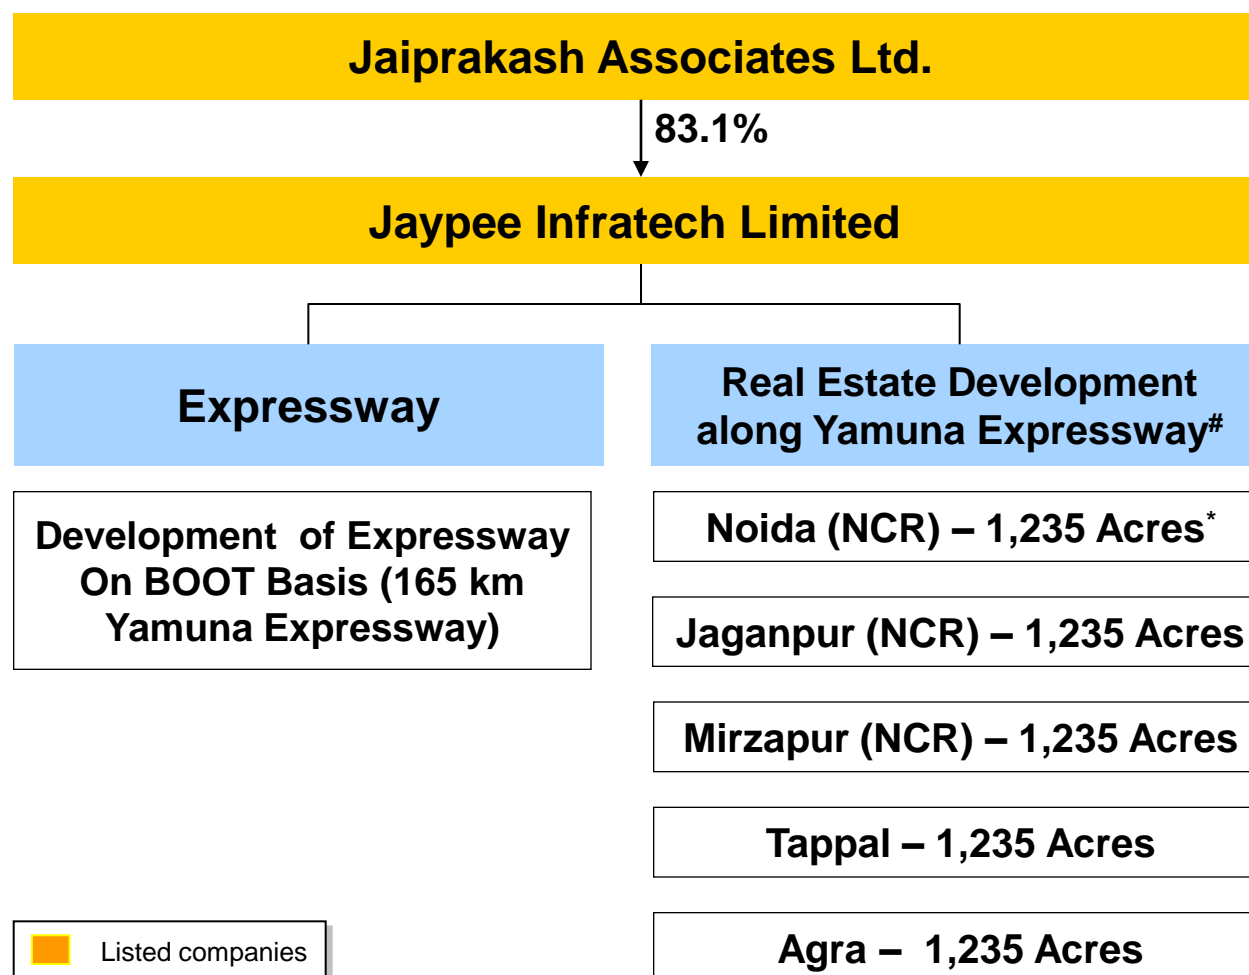 Jaiprakash Associates Ltd.
83.1%
Jaypee Infratech Limited
Expressway
Real Estate Development
along Yamuna Expressway#
Development of Expressway
On BOOT Basis (165 km
Yamuna Expressway)
Noida (NCR) – 1,235 Acres*
Jaganpur (NCR) – 1,235 Acres
Mirzapur (NCR) – 1,235 Acres
Tappal – 1,235 Acres
Agra – 1,235 Acres
Listed companies